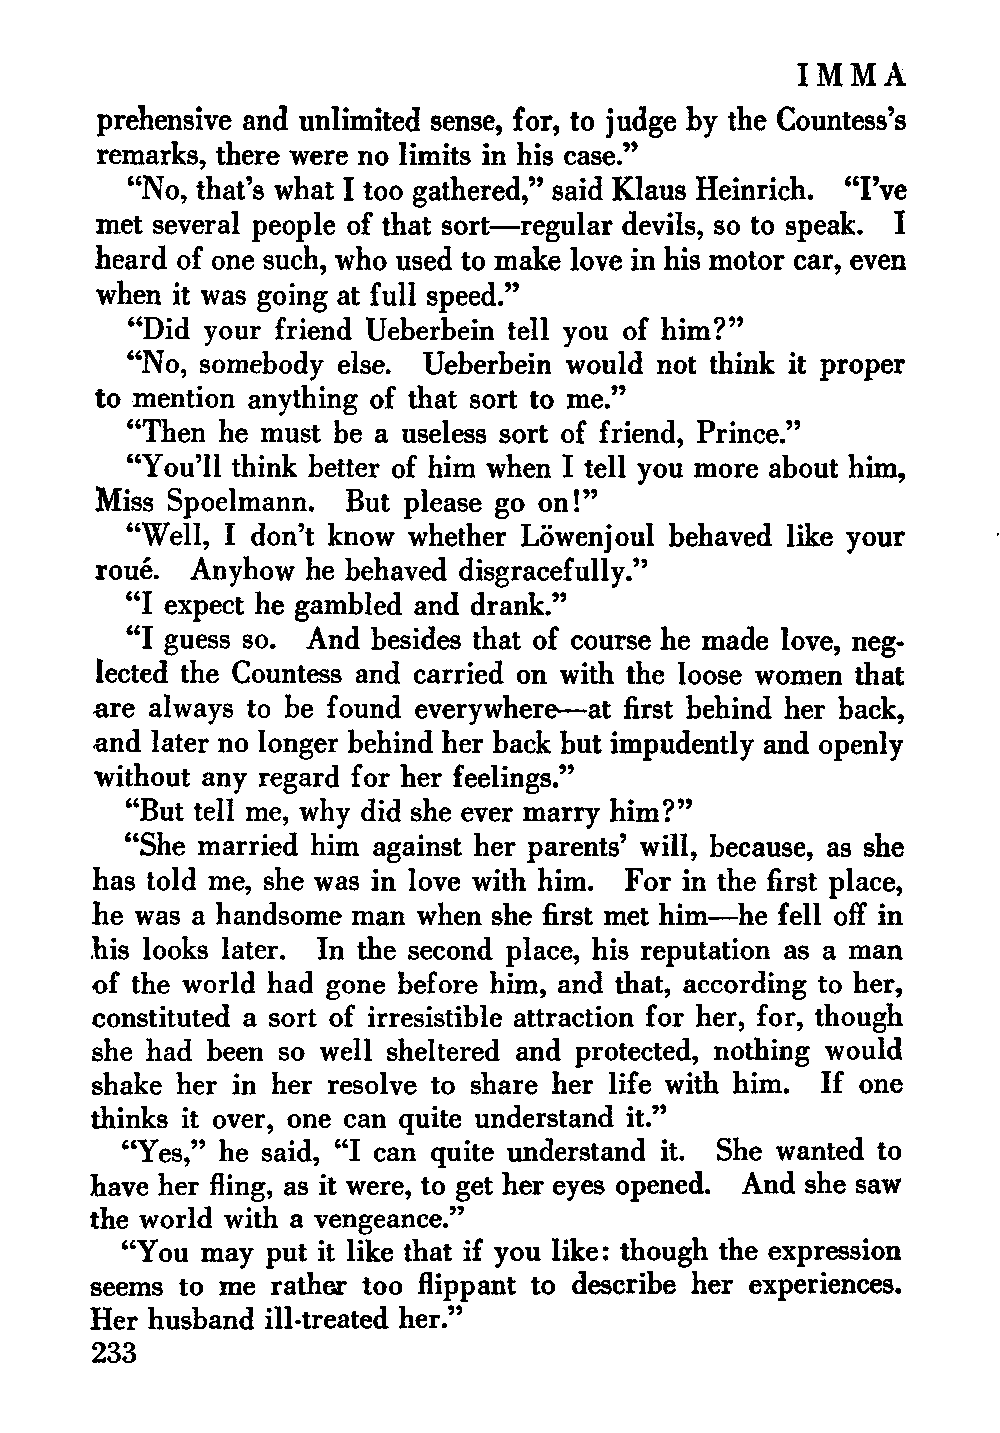 IMMA
prehensive and unlimited sense, for, to judge by the Countess's
remarks, there were no limits in his case.”
“No, that's what I too gathered,” said Klaus Heinrich. “I've
met several people of that sort—regular devils, so to speak. I
heard of one such, who used to make love in his motor car, even
when it was going at full speed.”
“Did your friend Ueberbein tell you of him?”
“No, somebody else. Ueberbein would not think it proper
to mention anything of that sort to me.”
“Then he must be a useless sort of friend, Prince.”
“You'll think better of him when I tell you more about him,
Miss Spoelmann. But please go on!”
“Well, I don't know whether Löwenjoul behaved like your
roué. Anyhow he behaved disgracefully.”
“I expect he gambled and drank.”
“I guess so. And besides that of course he made love, neg-
lected the Countess and carried on with the loose women that
are always to be found everywhere—at first behind her back,
and later no longer behind her back but impudently and openly
without any regard for her feelings.”
“But tell me, why did she ever marry him?”
“She married him against her parents' will, because, as she
has told me, she was in love with him. For in the first place,
he was a handsome man when she first met him—he fell off in
his looks later. In the second place, his reputation as a man
of the world had gone before him, and that, according to her,
constituted a sort of irresistible attraction for her, for, though
she had been so well sheltered and protected, nothing would
shake her in her resolve to share her life with him. If one
thinks it over, one can quite understand it.”
“Yes,” he said, “I can quite understand it. She wanted to
have her fling, as it were, to get her eyes opened. And she saw
the world with a vengeance.”
“You may put it like that if you like: though the expression
seems to me rather too flippant to describe her experiences.
Her husband ill-treated her.”
233